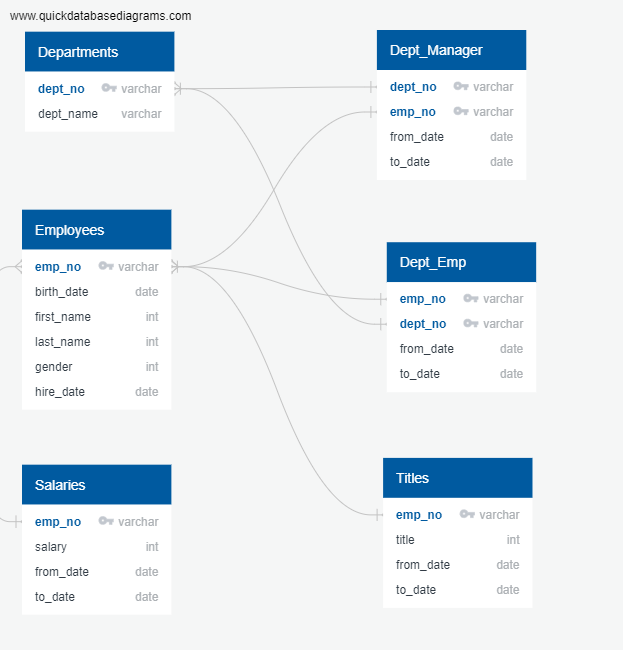 www.quickdatabasediagrams.com
Departments
dept_no varchar
dept_name varchar
Dept_Manager
dept_no varchar
emp_no varchar
from_date date
to_date date
Employees
emp_no varchar
birth_date date
first_name int
last_name int
gender int
hire_date date
Dept_Emp
emp_no varchar
dept_no varchar
from_date date
to_date date
Salaries
emp_no varchar
salary int
from_date date
to_date date
Titles
emp_no varchar
title int
from_date date
to_date date